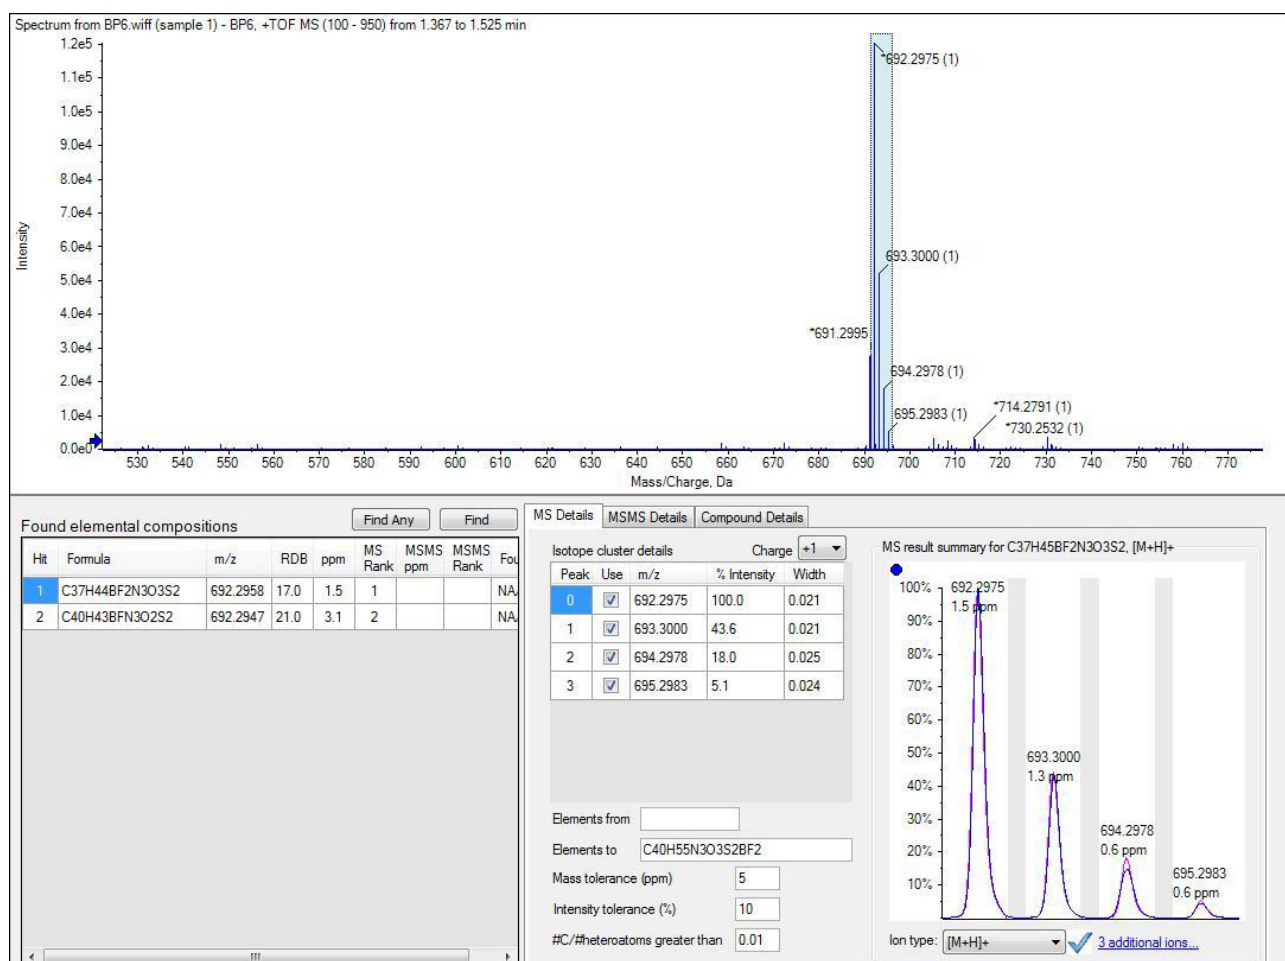 Spectrum from BP6.wiff (sample 1) - BP6, +TOF MS (100 - 950) from 1.367 to 1.525 min
1.2e5
1.1e5
1.0e5
9.0e4
8.0e4
7.0e4
6.0e4
5.0e4
4.0e4
3.0e4
2.0e4
1.0e4
0.0e0
Intensity
*692.2975 (1)
693.3000 (1)
*691.2995
694.2978 (1)
695.2983 (1)
*714.2791 (1)
*730.2532 (1)
530 540 550 560 570 580 590 600 610 620 630 640 650 660 670 680 690 700 710 720 730 740 750 760 770
Mass/Charge, Da
Found elemental compositions
Find Any
Find
Hit Formula m/z RDB ppm MS Rank MSMS ppm MSMS Rank Fou
1 C37H44BF2N3O3S2 692.2958 17.0 1.5 1 NA
2 C40H43BFN3O2S2 692.2947 21.0 3.1 2 NA
MS Details MSMS Details Compound Details
Isotope cluster details Charge +1
Peak Use m/z % Intensity Width
0 692.2975 100.0 0.021
1 693.3000 43.6 0.021
2 694.2978 18.0 0.025
3 695.2983 5.1 0.024
Elements from
Elements to C40H55N3O3S2BF2
Mass tolerance (ppm) 5
Intensity tolerance (%) 10
#C/#heteroatoms greater than 0.01
MS result summary for C37H45BF2N3O3S2, [M+H]+
100%
90%
80%
70%
60%
50%
40%
30%
20%
10%
692.2975
1.5 ppm
693.3000
1.3 ppm
694.2978
0.6 ppm
695.2983
0.6 ppm
Ion type: [M+H]+ 3 additional ions...